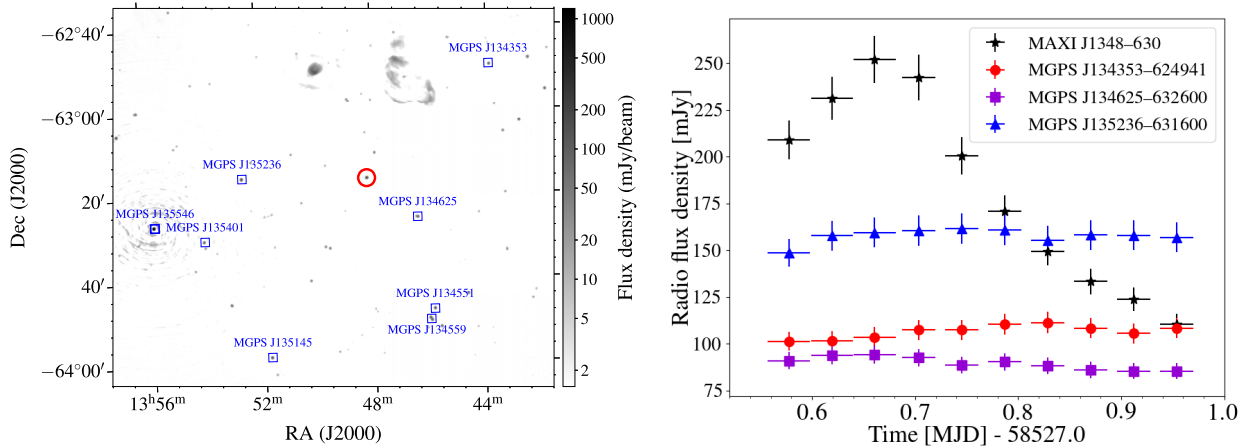 −62°40′
−63°00′
20′
40′
−64°00′
Dec (J2000)
13ʰ56ᵐ
52ᵐ
48ᵐ
44ᵐ
RA (J2000)
MGPS J134353
MGPS J135236
MGPS J134625
MGPS J135546
MGPS J135401
MGPS J134551
MGPS J134559
MGPS J135145
1000
500
200
100
50
20
10
5
2
Flux density (mJy/beam)
MAXI J1348–630
MGPS J134353–624941
MGPS J134625–632600
MGPS J135236–631600
250
225
200
175
150
125
100
75
Radio flux density [mJy]
0.6
0.7
0.8
0.9
1.0
Time [MJD] - 58527.0